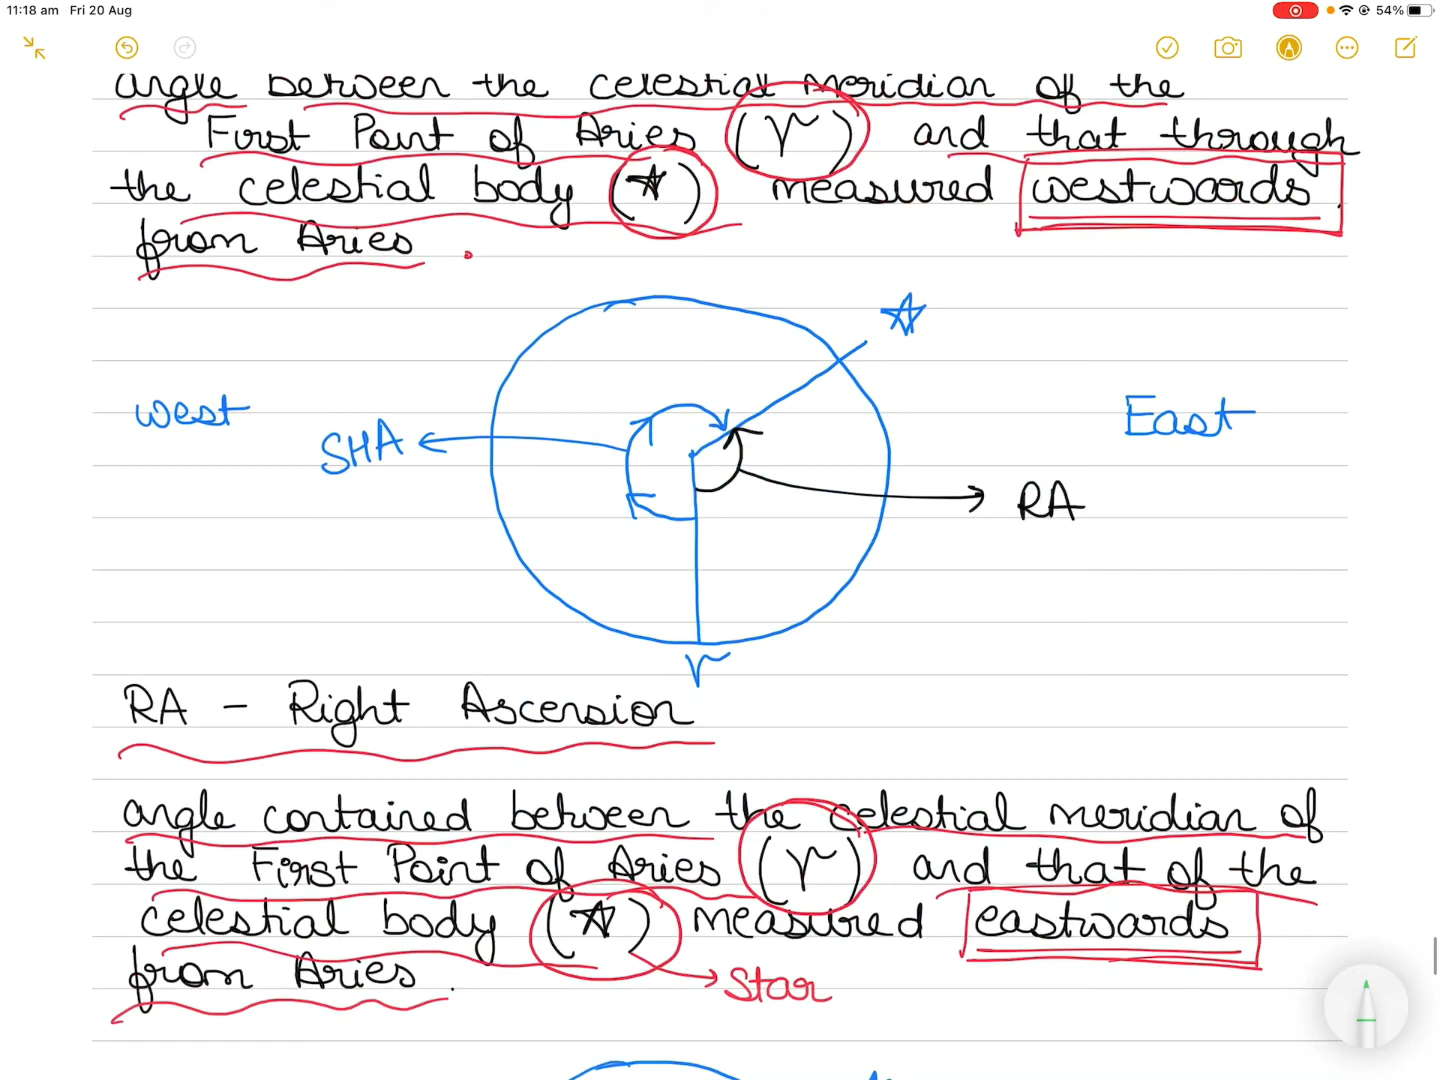 11:18 am Fri 20 Aug 54%
angle between the celestial meridian of the
First Point of Aries (♈) and that through
the celestial body (☆) measured westwards.
from Aries.
☆
West East
SHA
RA
♈
RA - Right Ascension
angle contained between the celestial meridian of
the First Point of Aries (♈) and that of the
celestial body (☆) measured eastwards
from Aries.
Star